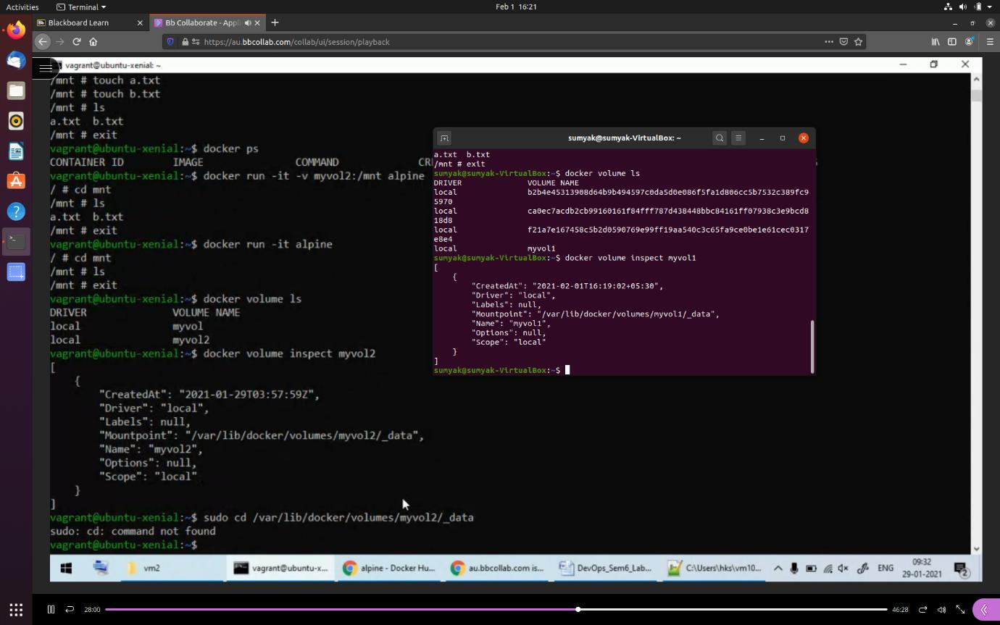 Activities
Terminal
Feb 1 16:21
Blackboard Learn
Bb Collaborate - Appli
https://au.bbcollab.com/collab/ui/session/playback
vagrant@ubuntu-xenial: ~
/mnt # touch a.txt
/mnt # touch b.txt
/mnt # ls
a.txt  b.txt
/mnt # exit
vagrant@ubuntu-xenial:~$ docker ps
CONTAINER ID        IMAGE               COMMAND
vagrant@ubuntu-xenial:~$ docker run -it -v myvol2:/mnt alpine
/ # cd mnt
/mnt # ls
a.txt  b.txt
/mnt # exit
vagrant@ubuntu-xenial:~$ docker run -it alpine
/ # cd mnt
/mnt # ls
/mnt # exit
vagrant@ubuntu-xenial:~$ docker volume ls
DRIVER              VOLUME NAME
local               myvol
local               myvol2
vagrant@ubuntu-xenial:~$ docker volume inspect myvol2
[
    {
        "CreatedAt": "2021-01-29T03:57:59Z",
        "Driver": "local",
        "Labels": null,
        "Mountpoint": "/var/lib/docker/volumes/myvol2/_data",
        "Name": "myvol2",
        "Options": null,
        "Scope": "local"
    }
]
vagrant@ubuntu-xenial:~$ sudo cd /var/lib/docker/volumes/myvol2/_data
sudo: cd: command not found
vagrant@ubuntu-xenial:~$
sumyak@sumyak-VirtualBox: ~
a.txt  b.txt
/mnt # exit
sumyak@sumyak-VirtualBox:~$ docker volume ls
DRIVER              VOLUME NAME
local               b2b4e45313908d64b9b494597c0da5d0e086f5fa1d806cc5b7532c389fc9
5970
local               ca0ec7acdb2cb99160161f84fff787d438448bbc84161ff07938c3e9bcd8
18d8
local               f21a7e167458c5b2d0590769e99ff19aa540c3c65fa9ce0be1e61cec0317
e8e4
local               myvol1
sumyak@sumyak-VirtualBox:~$ docker volume inspect myvol1
[
    {
        "CreatedAt": "2021-02-01T16:19:02+05:30",
        "Driver": "local",
        "Labels": null,
        "Mountpoint": "/var/lib/docker/volumes/myvol1/_data",
        "Name": "myvol1",
        "Options": null,
        "Scope": "local"
    }
]
sumyak@sumyak-VirtualBox:~$
vm2
vagrant@ubuntu-x...
alpine - Docker Hu...
au.bbcollab.com is...
DevOps_Sem6_Lab...
C:\Users\hks\vm10...
ENG
09:32
29-01-2021
2
28:00
46:28